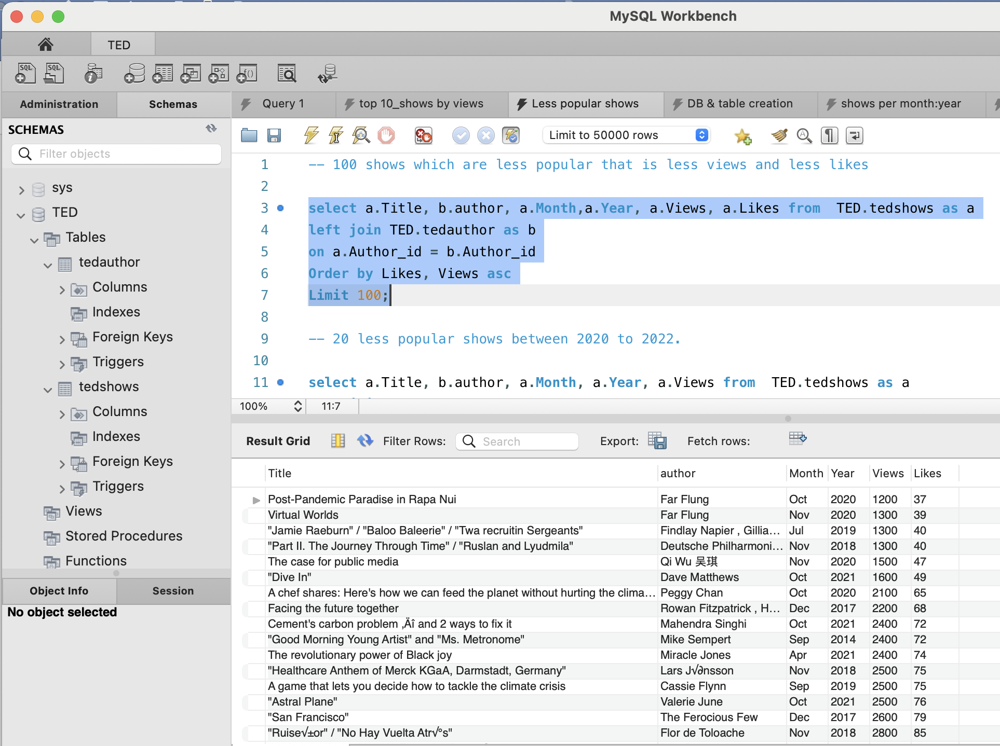 MySQL Workbench
TED
SQL SQL f()
Administration Schemas
Query 1 top 10_shows by views Less popular shows DB & table creation shows per month:year
SCHEMAS
Filter objects
Limit to 50000 rows
sys
TED
Tables
tedauthor
Columns
Indexes
Foreign Keys
Triggers
tedshows
Columns
Indexes
Foreign Keys
Triggers
Views
Stored Procedures
Functions
Object Info Session
No object selected
1 -- 100 shows which are less popular that is less views and less likes
2
3 select a.Title, b.author, a.Month,a.Year, a.Views, a.Likes from  TED.tedshows as a
4 left join TED.tedauthor as b
5 on a.Author_id = b.Author_id
6 Order by Likes, Views asc
7 Limit 100;
8
9 -- 20 less popular shows between 2020 to 2022.
10
11 select a.Title, b.author, a.Month, a.Year, a.Views from  TED.tedshows as a
100% 11:7
Result Grid Filter Rows: Search Export: Fetch rows:
Title author Month Year Views Likes
Post-Pandemic Paradise in Rapa Nui Far Flung Oct 2020 1200 37
Virtual Worlds Far Flung Nov 2020 1300 39
"Jamie Raeburn" / "Baloo Baleerie" / "Twa recruitin Sergeants" Findlay Napier , Gillia... Jul 2019 1300 40
"Part II. The Journey Through Time" / "Ruslan and Lyudmila" Deutsche Philharmoni... Nov 2018 1300 40
The case for public media Qi Wu 吴琪 Nov 2020 1500 47
"Dive In" Dave Matthews Oct 2021 1600 49
A chef shares: Here's how we can feed the planet without hurting the clima... Peggy Chan Oct 2020 2100 65
Facing the future together Rowan Fitzpatrick , H... Dec 2017 2200 68
Cement's carbon problem ‚Äî and 2 ways to fix it Mahendra Singhi Oct 2021 2400 72
"Good Morning Young Artist" and "Ms. Metronome" Mike Sempert Sep 2014 2400 72
The revolutionary power of Black joy Miracle Jones Apr 2021 2400 74
"Healthcare Anthem of Merck KGaA, Darmstadt, Germany" Lars J√∂nsson Nov 2018 2500 75
A game that lets you decide how to tackle the climate crisis Cassie Flynn Sep 2019 2500 75
"Astral Plane" Valerie June Oct 2021 2500 76
"San Francisco" The Ferocious Few Dec 2017 2600 79
"Ruise√±or" / "No Hay Vuelta Atr√°s" Flor de Toloache Nov 2018 2800 85